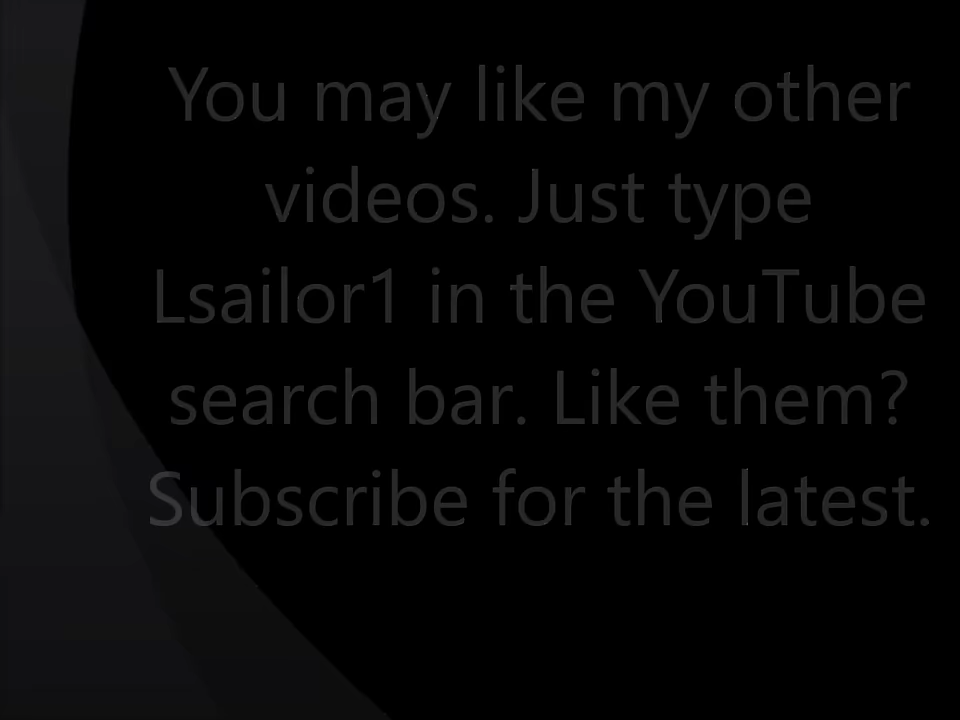 You may like my other
videos. Just type
Lsailor1 in the YouTube
search bar. Like them?
Subscribe for the latest.